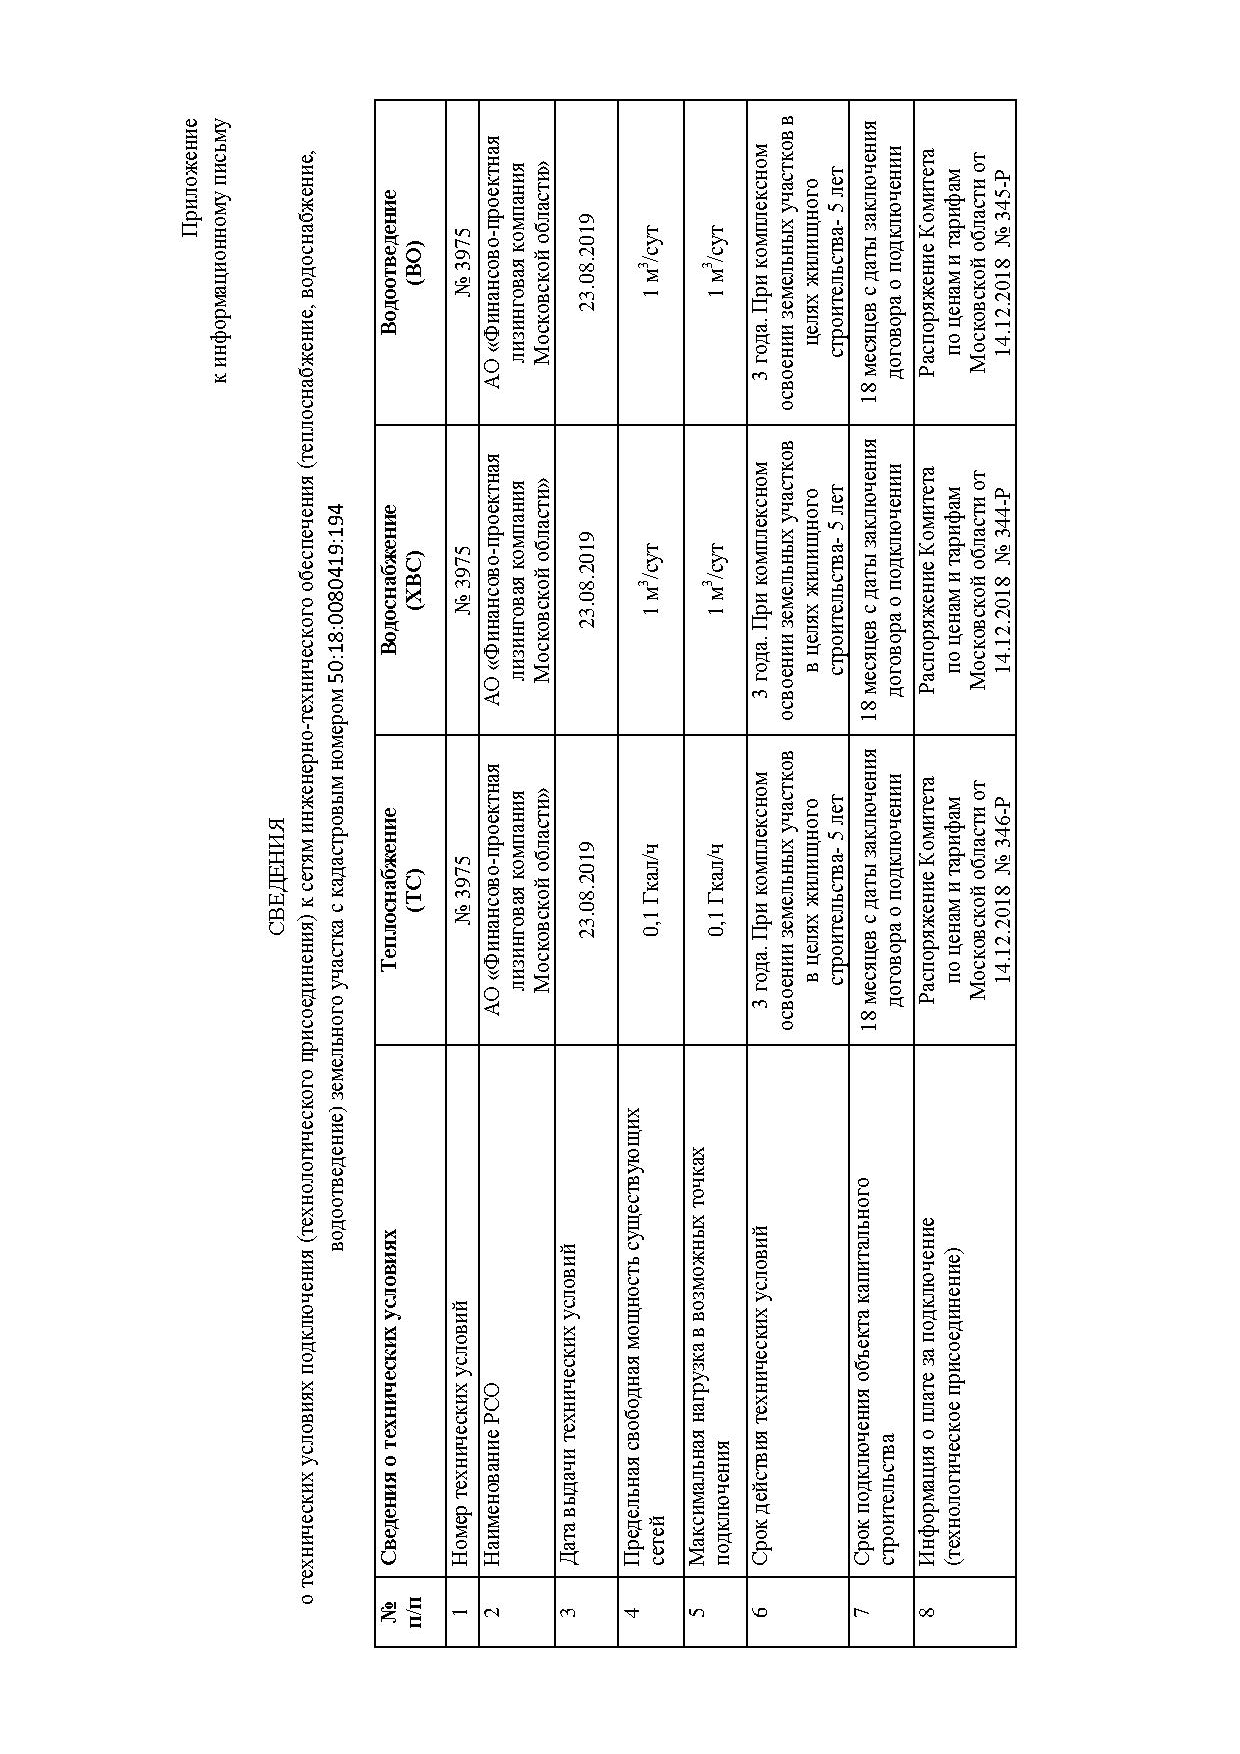 Приложение
к информационному письму
СВЕДЕНИЯ
о технических условиях подключения (технологического присоединения) к сетям инженерно-технического обеспечения (теплоснабжение, водоснабжение,
водоотведение) земельного участка с кадастровым номером 50:18:0080419:194
№
п/п
Сведения о технических условиях
Теплоснабжение
(ТС)
Водоснабжение
(ХВС)
Водоотведение
(ВО)
1
Номер технических условий
№ 3975
№ 3975
№ 3975
2
Наименование РСО
АО «Финансово-проектная
лизинговая компания
Московской области»
АО «Финансово-проектная
лизинговая компания
Московской области»
АО «Финансово-проектная
лизинговая компания
Московской области»
3
Дата выдачи технических условий
23.08.2019
23.08.2019
23.08.2019
4
Предельная свободная мощность существующих
сетей
0,1 Гкал/ч
1 м³/сут
1 м³/сут
5
Максимальная нагрузка в возможных точках
подключения
0,1 Гкал/ч
1 м³/сут
1 м³/сут
6
Срок действия технических условий
3 года. При комплексном
освоении земельных участков
в целях жилищного
строительства- 5 лет
3 года. При комплексном
освоении земельных участков
в целях жилищного
строительства- 5 лет
3 года. При комплексном
освоении земельных участков в
целях жилищного
строительства- 5 лет
7
Срок подключения объекта капитального
строительства
18 месяцев с даты заключения
договора о подключении
18 месяцев с даты заключения
договора о подключении
18 месяцев с даты заключения
договора о подключении
8
Информация о плате за подключение
(технологическое присоединение)
Распоряжение Комитета
по ценам и тарифам
Московской области от
14.12.2018 № 346-Р
Распоряжение Комитета
по ценам и тарифам
Московской области от
14.12.2018 № 344-Р
Распоряжение Комитета
по ценам и тарифам
Московской области от
14.12.2018 № 345-Р